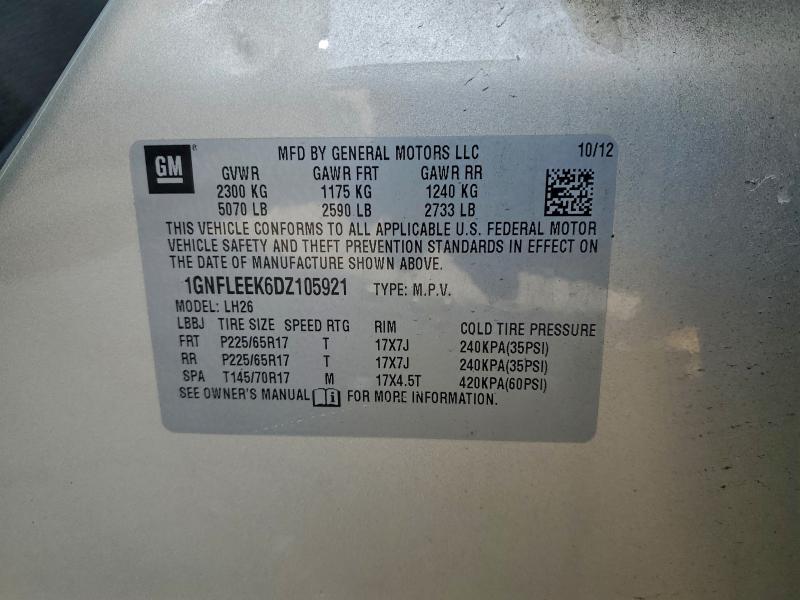 GM ® MFD BY GENERAL MOTORS LLC 10/12
GVWR GAWR FRT GAWR RR
2300 KG 1175 KG 1240 KG
5070 LB 2590 LB 2733 LB
THIS VEHICLE CONFORMS TO ALL APPLICABLE U.S. FEDERAL MOTOR
VEHICLE SAFETY AND THEFT PREVENTION STANDARDS IN EFFECT ON
THE DATE OF MANUFACTURE SHOWN ABOVE.
1GNFLEEK6DZ105921 TYPE: M.P.V.
MODEL: LH26
LBBJ TIRE SIZE SPEED RTG RIM COLD TIRE PRESSURE
FRT P225/65R17 T 17X7J 240KPA(35PSI)
RR P225/65R17 T 17X7J 240KPA(35PSI)
SPA T145/70R17 M 17X4.5T 420KPA(60PSI)
SEE OWNER'S MANUAL FOR MORE INFORMATION.